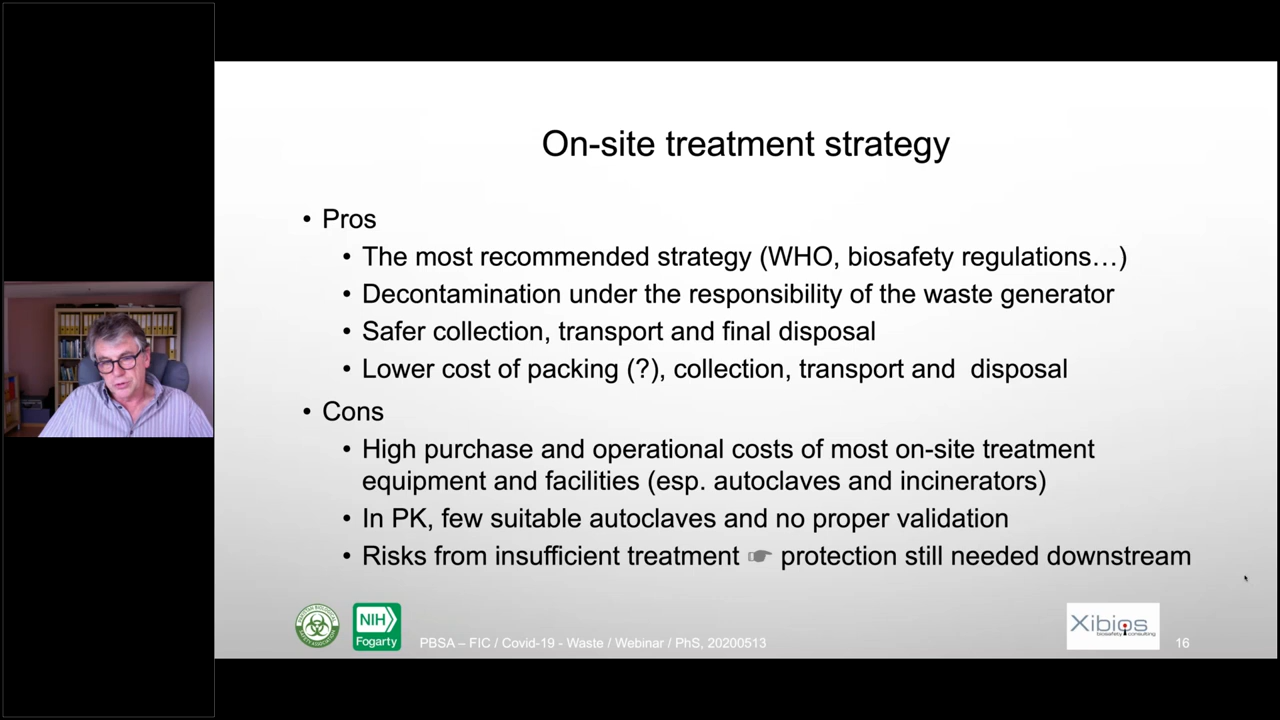 On-site treatment strategy
• Pros
• The most recommended strategy (WHO, biosafety regulations…)
• Decontamination under the responsibility of the waste generator
• Safer collection, transport and final disposal
• Lower cost of packing (?), collection, transport and disposal
• Cons
• High purchase and operational costs of most on-site treatment
equipment and facilities (esp. autoclaves and incinerators)
• In PK, few suitable autoclaves and no proper validation
• Risks from insufficient treatment ☛ protection still needed downstream
NIH
Fogarty
PBSA – FIC / Covid-19 - Waste / Webinar / PhS, 20200513
Xibios
biosafety consulting
16